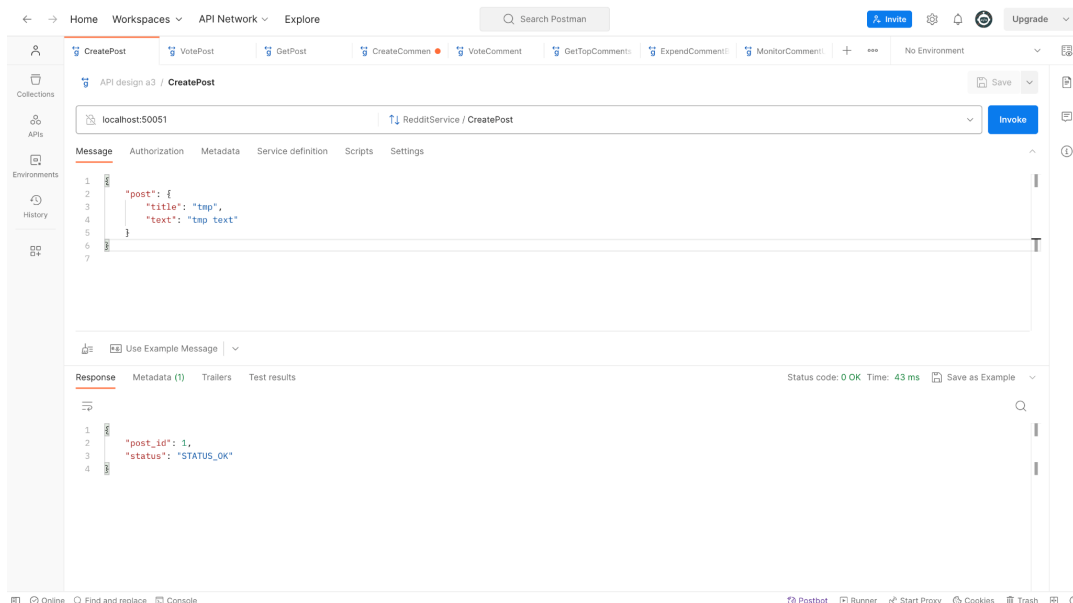 Home Workspaces API Network Explore Search Postman Invite Upgrade
CreatePost VotePost GetPost CreateCommen VoteComment GetTopComments ExpendCommentB MonitorComment No Environment
API design a3 / CreatePost Save
localhost:50051 RedditService / CreatePost Invoke
Message Authorization Metadata Service definition Scripts Settings
Collections
APIs
Environments
History
1 {
2 "post": {
3 "title": "tmp",
4 "text": "tmp text"
5 }
6 }
7
Use Example Message
Response Metadata (1) Trailers Test results Status code: 0 OK Time: 43 ms Save as Example
1 {
2 "post_id": 1,
3 "status": "STATUS_OK"
4 }
Online Find and replace Console Postbot Runner Start Proxy Cookies Trash